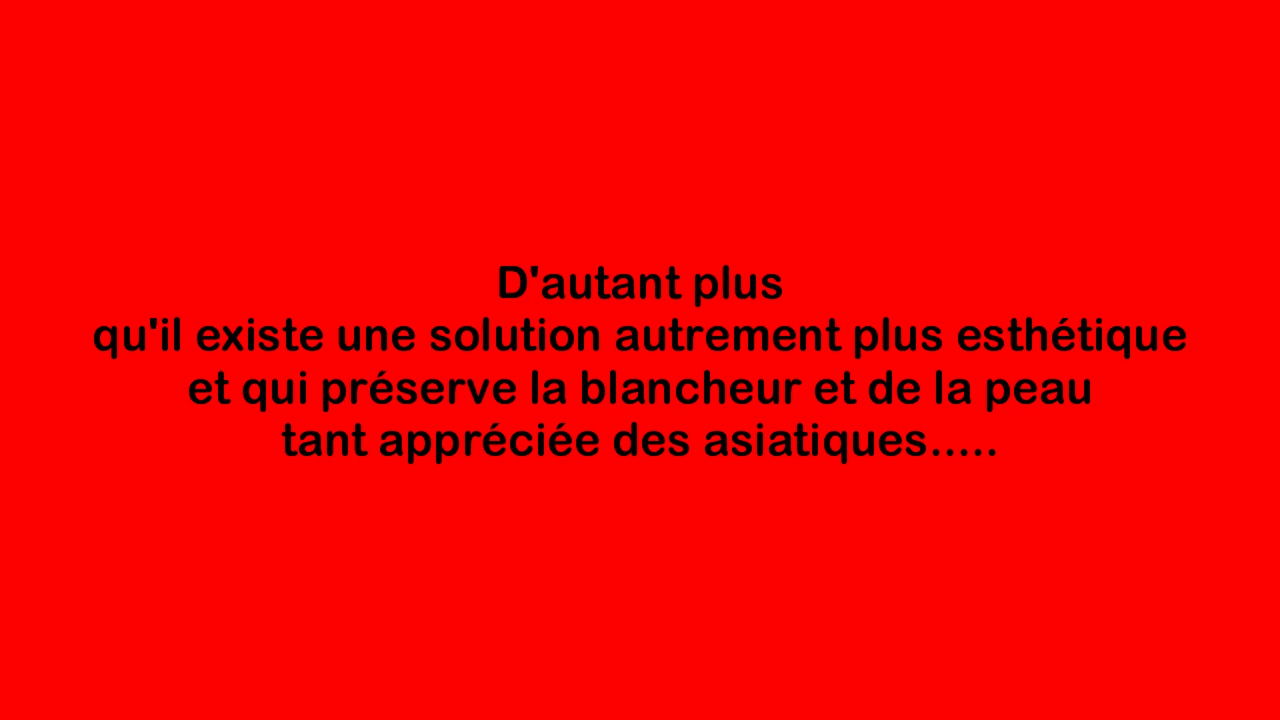 D'autant plus
qu'il existe une solution autrement plus esthétique
et qui préserve la blancheur et de la peau
tant appréciée des asiatiques.....